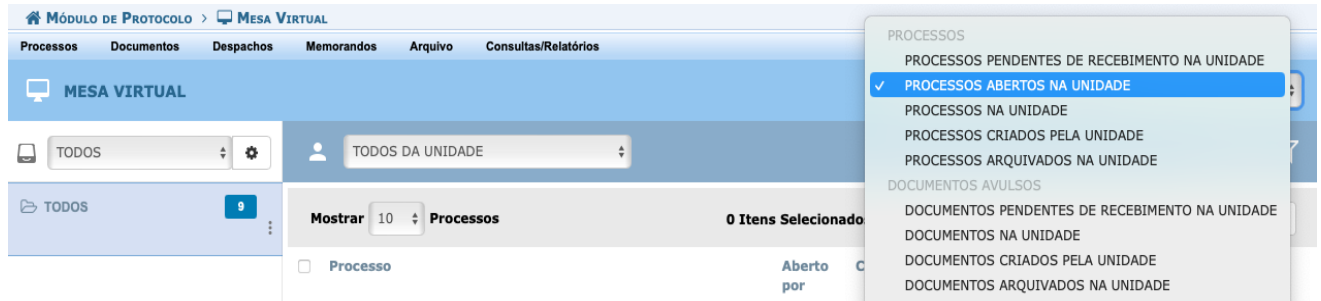 Módulo de Protocolo > Mesa Virtual
Processos Documentos Despachos Memorandos Arquivo Consultas/Relatórios
MESA VIRTUAL
TODOS
TODOS DA UNIDADE
TODOS 9
Mostrar 10 Processos 0 Itens Selecionado
Processo Aberto por C
PROCESSOS
PROCESSOS PENDENTES DE RECEBIMENTO NA UNIDADE
✓ PROCESSOS ABERTOS NA UNIDADE
PROCESSOS NA UNIDADE
PROCESSOS CRIADOS PELA UNIDADE
PROCESSOS ARQUIVADOS NA UNIDADE
DOCUMENTOS AVULSOS
DOCUMENTOS PENDENTES DE RECEBIMENTO NA UNIDADE
DOCUMENTOS NA UNIDADE
DOCUMENTOS CRIADOS PELA UNIDADE
DOCUMENTOS ARQUIVADOS NA UNIDADE